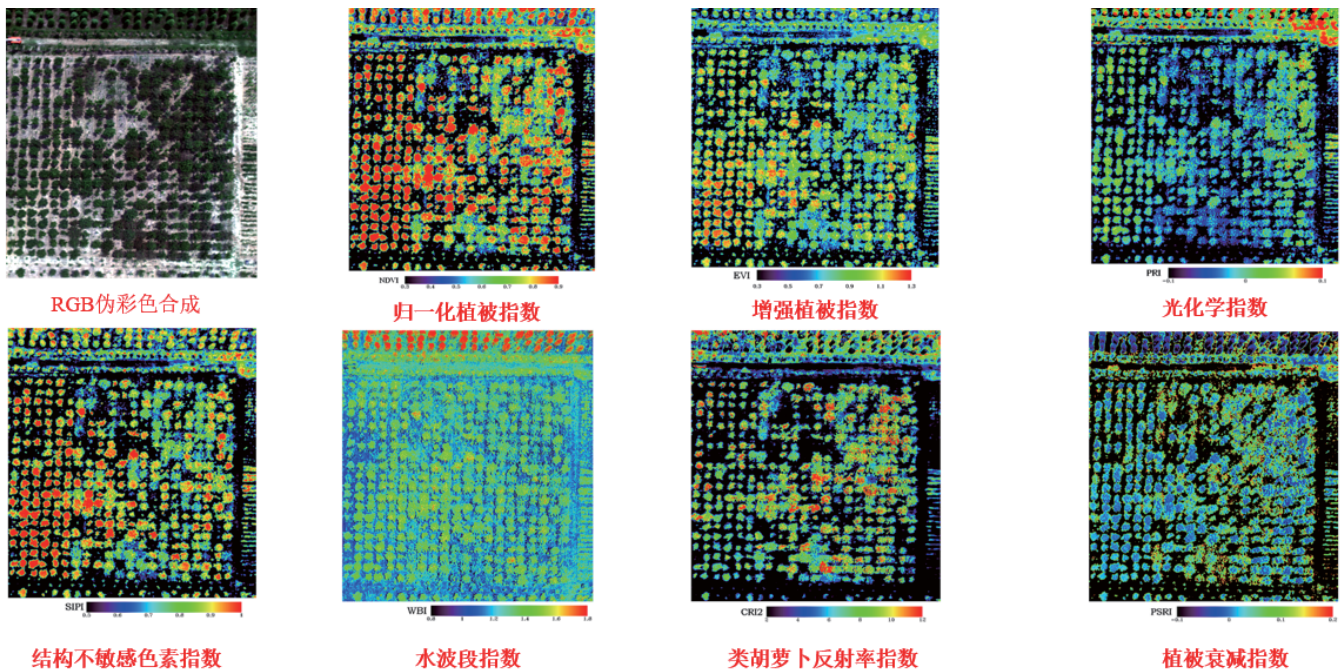 NDVI 0.3 0.4 0.5 0.6 0.7 0.8 0.9
EVI 0.3 0.5 0.7 0.9 1.1 1.3
PRI -0.1 0 0.1
RGB伪彩色合成
归一化植被指数
增强植被指数
光化学指数
SIPI 0.5 0.6 0.7 0.8 0.9 1
WBI 0.8 1 1.2 1.4 1.6 1.8
CRI2 2 4 6 8 10 12
PSRI -0.1 0.2
结构不敏感色素指数
水波段指数
类胡萝卜反射率指数
植被衰减指数